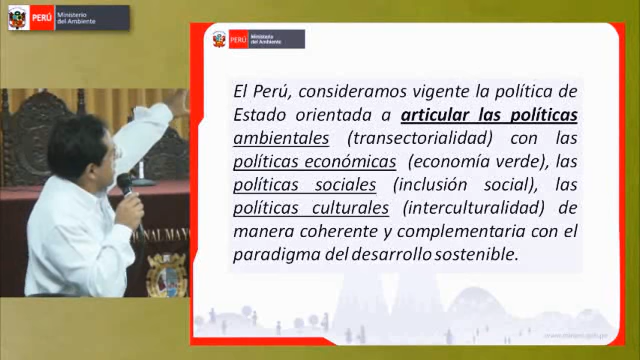 PERÚ
Ministerio
del Ambiente
PERÚ
Ministerio
del Ambiente
El Perú, consideramos vigente la política de
Estado orientada a articular las políticas
ambientales (transectorialidad) con las
políticas económicas (economía verde), las
políticas sociales (inclusión social), las
políticas culturales (interculturalidad) de
manera coherente y complementaria con el
paradigma del desarrollo sostenible.